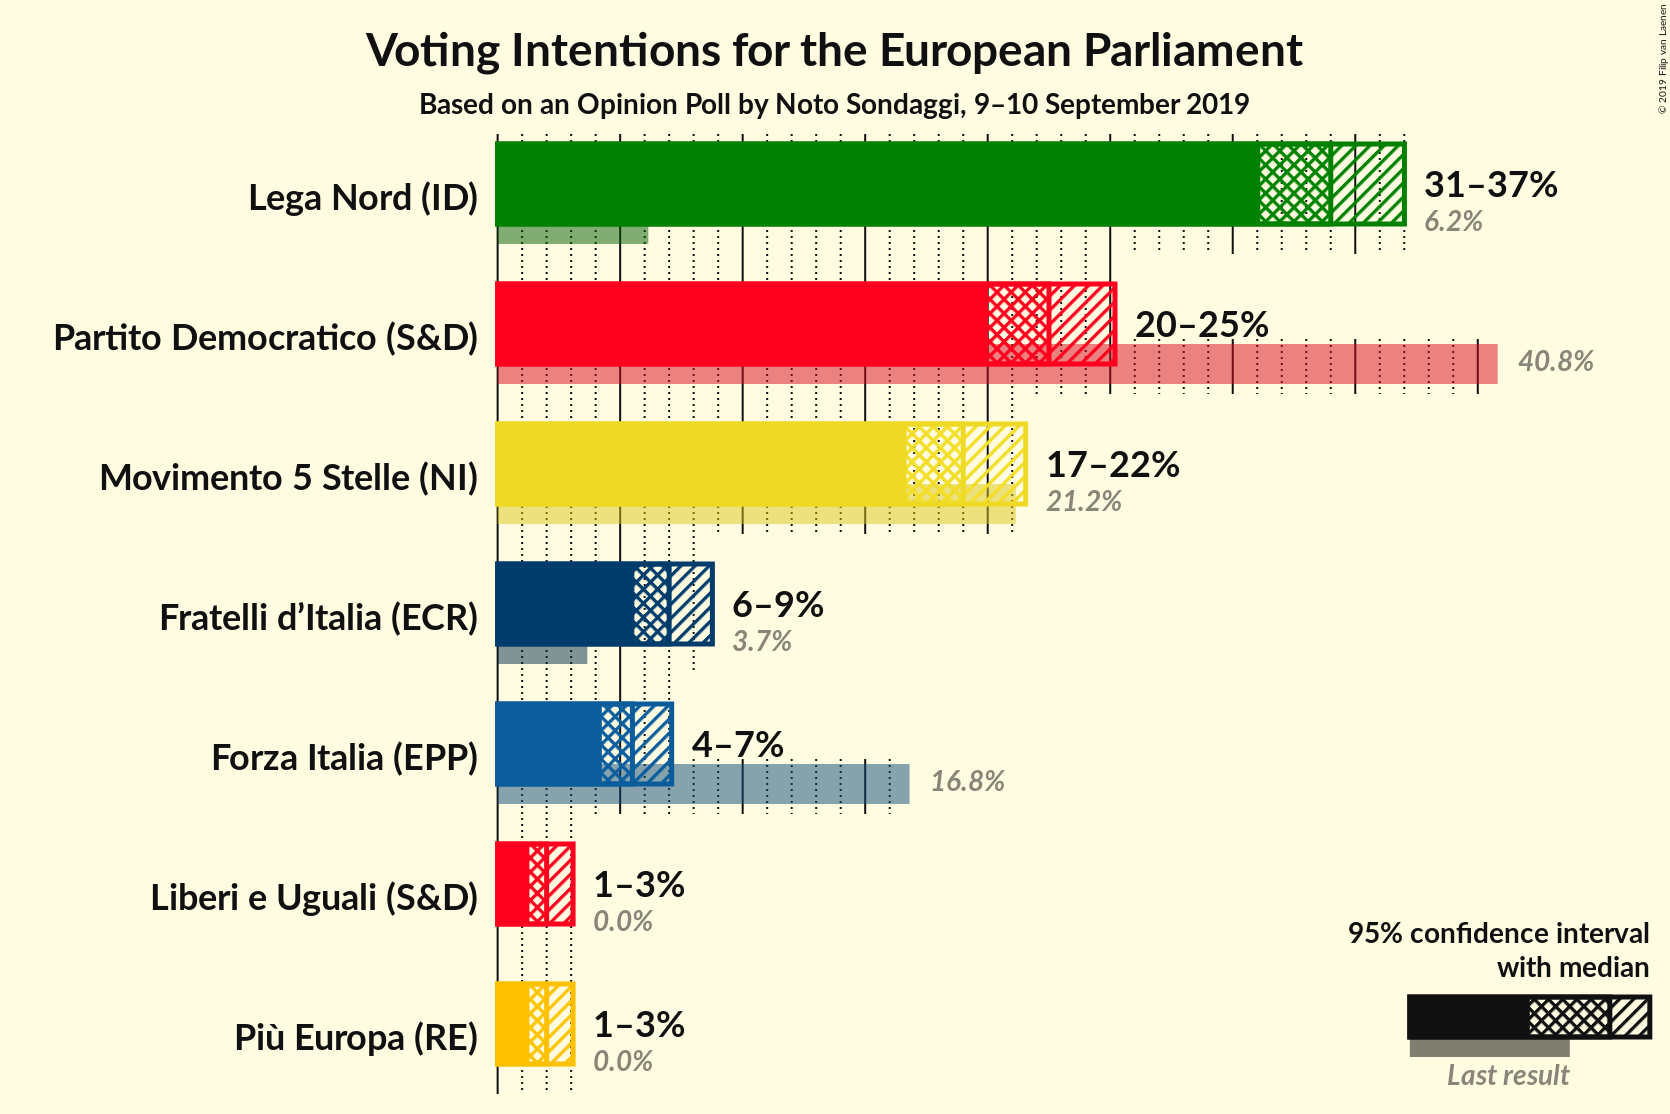 Voting Intentions for the European Parliament
Based on an Opinion Poll by Noto Sondaggi, 9–10 September 2019
© 2019 Filip van Laenen
Lega Nord (ID)
31–37%
6.2%
Partito Democratico (S&D)
20–25%
40.8%
Movimento 5 Stelle (NI)
17–22%
21.2%
Fratelli d’Italia (ECR)
6–9%
3.7%
Forza Italia (EPP)
4–7%
16.8%
Liberi e Uguali (S&D)
1–3%
0.0%
Più Europa (RE)
1–3%
0.0%
95% confidence interval
with median
Last result